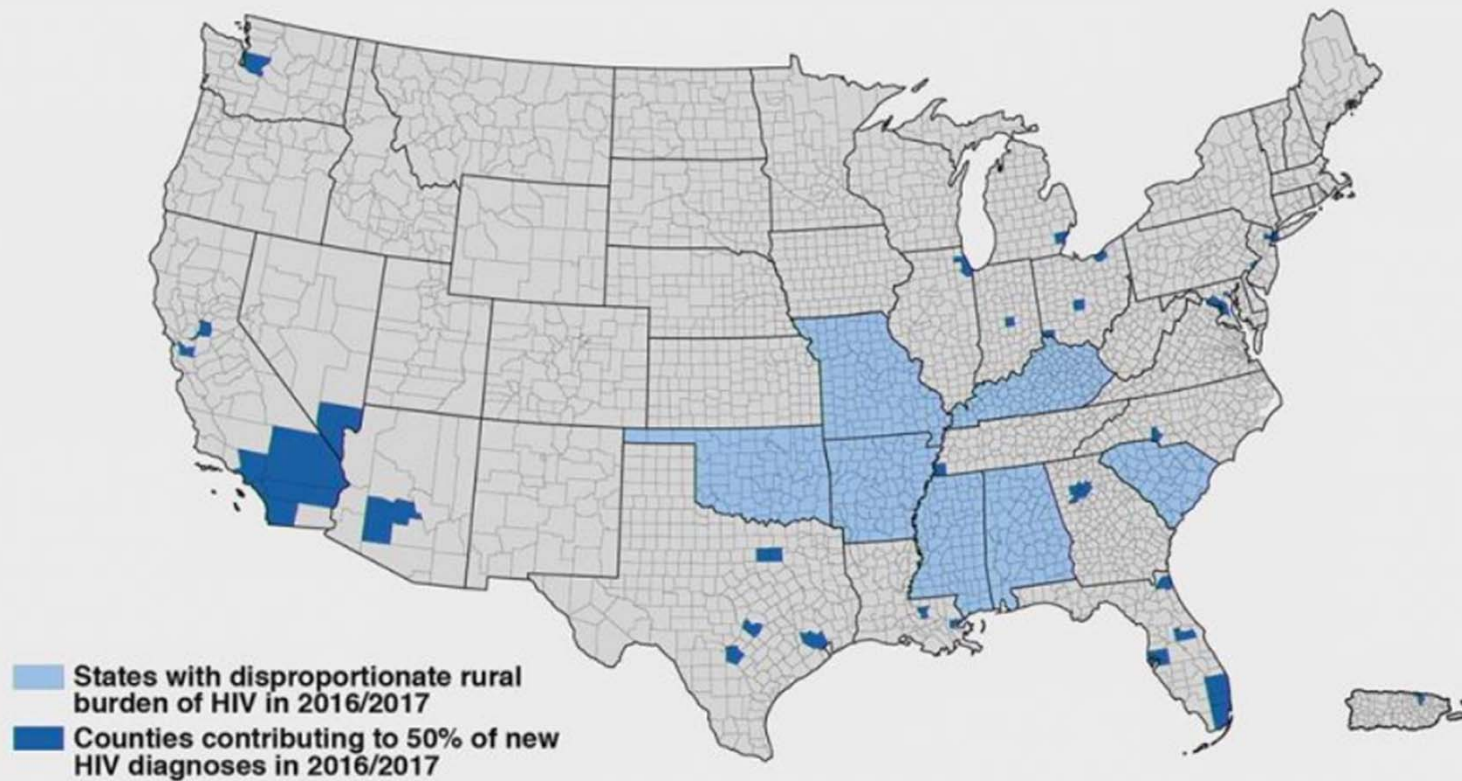 States with disproportionate rural
burden of HIV in 2016/2017
Counties contributing to 50% of new
HIV diagnoses in 2016/2017